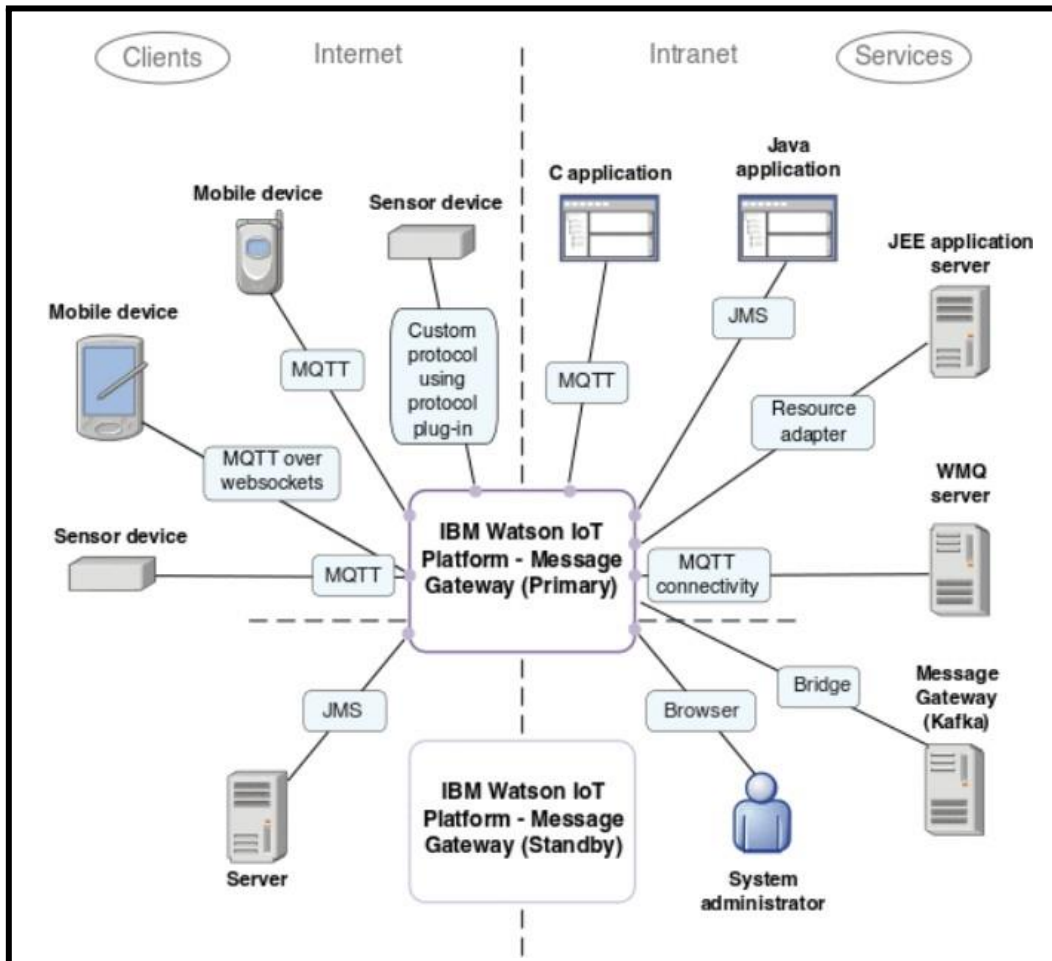 Clients
Internet
Intranet
Services
Mobile device
Sensor device
C application
Java
application
JEE application
server
Mobile device
Custom
protocol
using
protocol
plug-in
MQTT
MQTT
JMS
Resource
adapter
MQTT over
websockets
WMQ
server
Sensor device
MQTT
IBM Watson IoT
Platform - Message
Gateway (Primary)
MQTT
connectivity
JMS
Browser
Bridge
Message
Gateway
(Kafka)
IBM Watson IoT
Platform - Message
Gateway (Standby)
Server
System
administrator